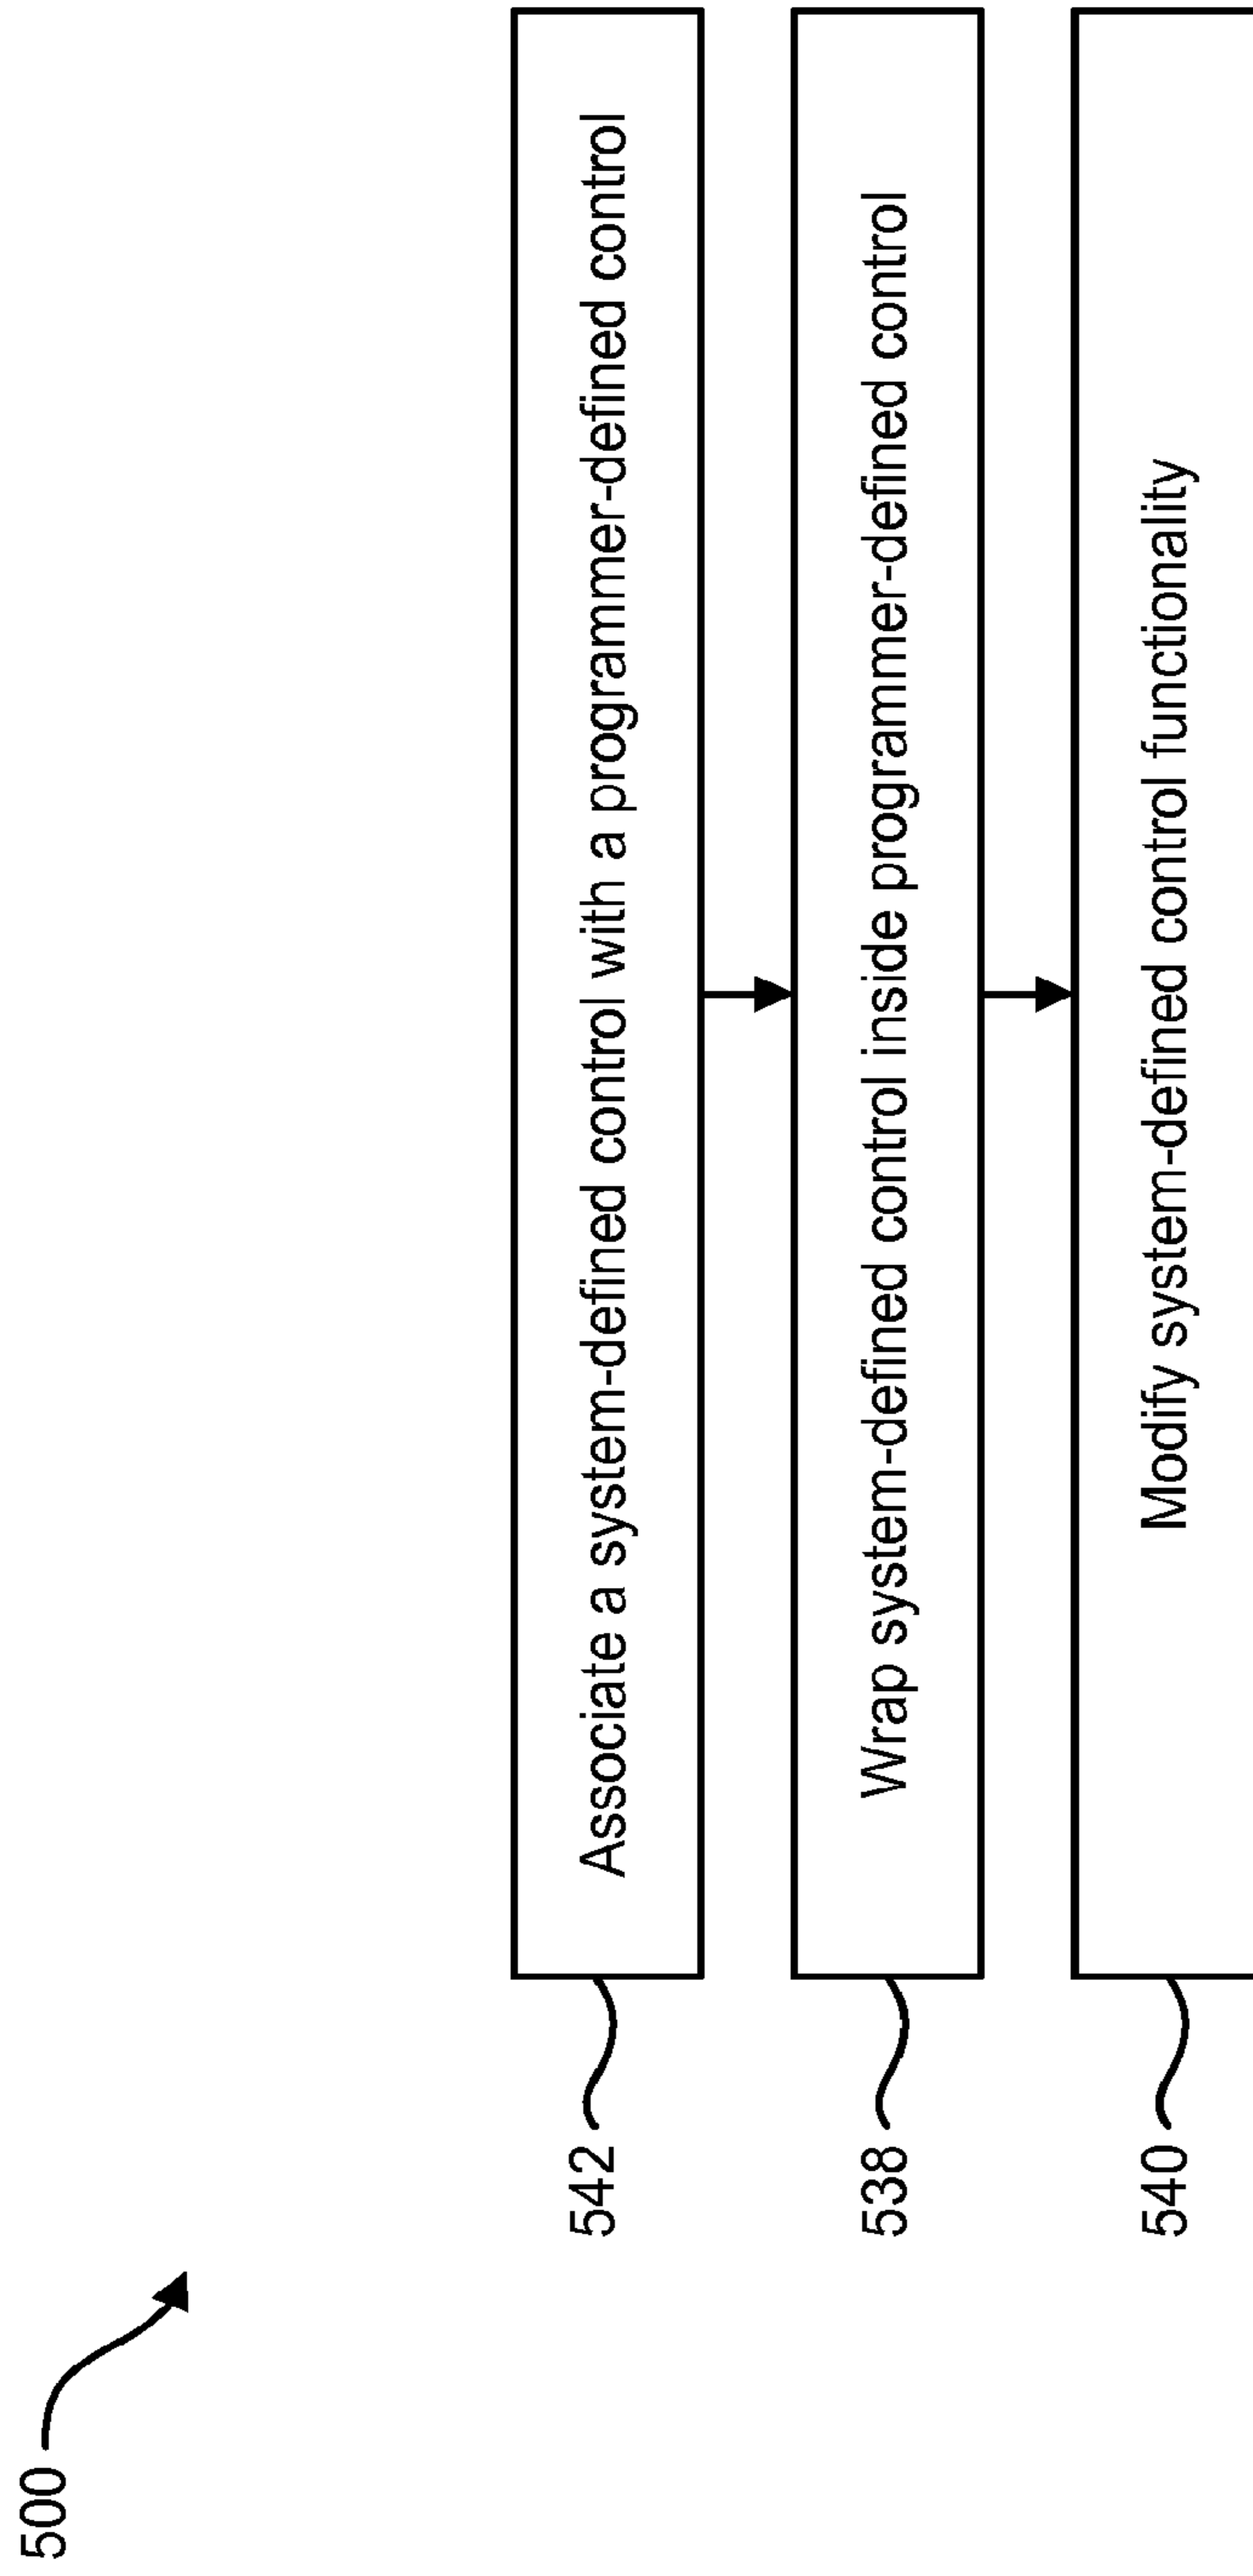 500
542
Associate a system-defined control with a programmer-defined control
538
Wrap system-defined control inside programmer-defined control
540
Modify system-defined control functionality